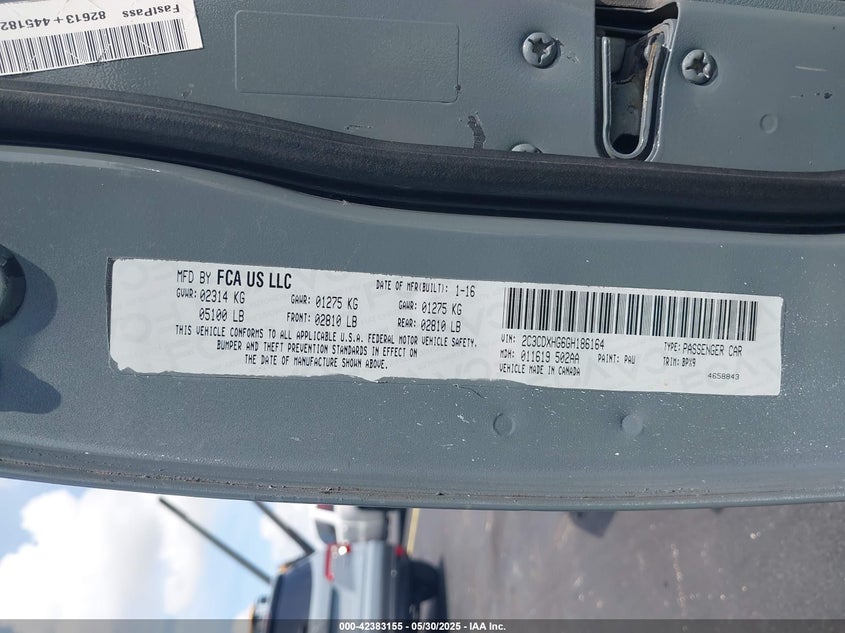 FastPass 82613+445182
MFD BY FCA US LLC
DATE OF MFR(BUILT): 1-16
GVWR: 02314 KG GAWR: 01275 KG GAWR: 01275 KG
05100 LB FRONT: 02810 LB REAR: 02810 LB
THIS VEHICLE CONFORMS TO ALL APPLICABLE U.S.A. FEDERAL MOTOR VEHICLE SAFETY,
BUMPER AND THEFT PREVENTION STANDARDS IN EFFECT ON
THE DATE OF MANUFACTURE SHOWN ABOVE.
VIN: 2C3CDXHG6GH186164 TYPE: PASSENGER CAR
MDH: 011619 502AA PAINT: PAU TRIM: BPX9
VEHICLE MADE IN CANADA 4658843
000-42383155 - 05/30/2025 - IAA Inc.